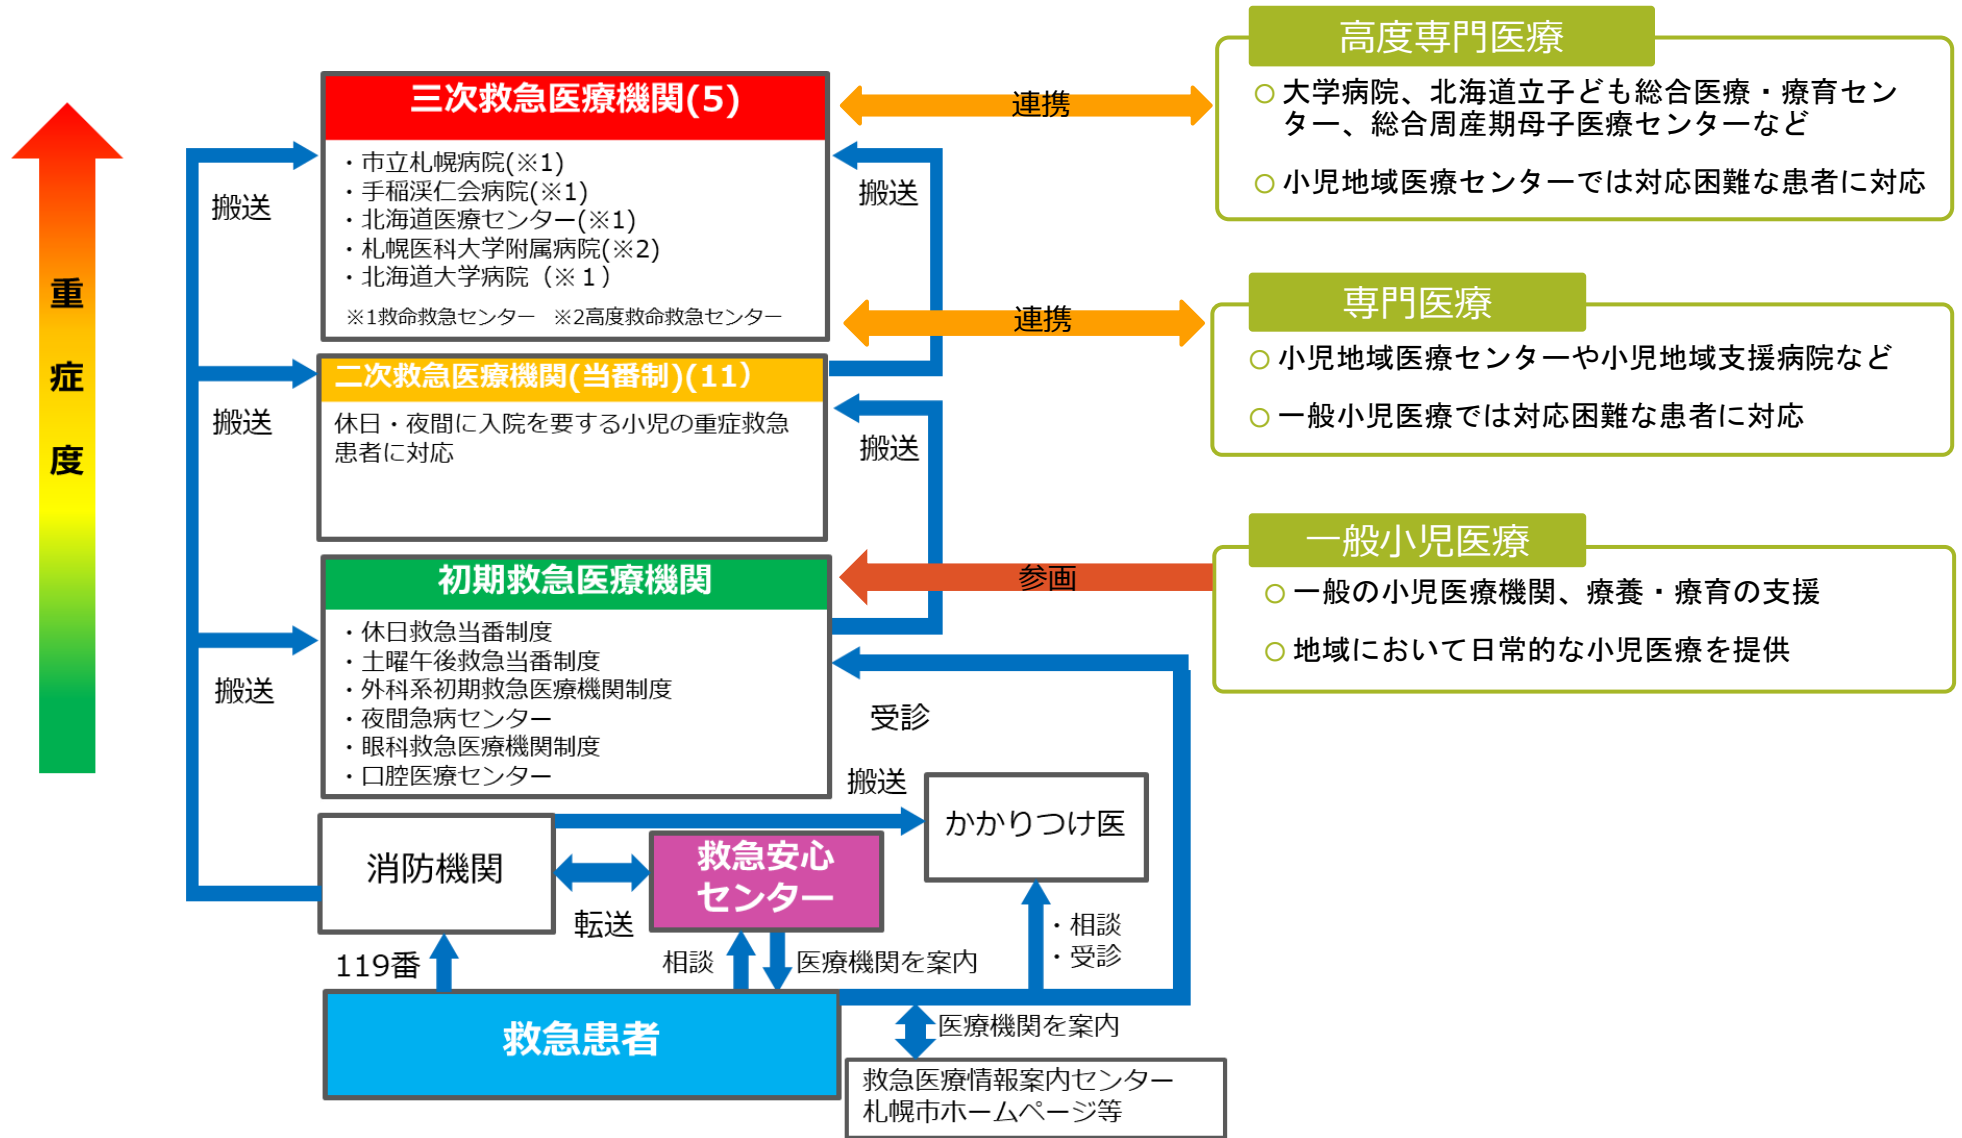 重症度
三次救急医療機関(5)
・市立札幌病院(※1)
・手稲渓仁会病院(※1)
・北海道医療センター(※1)
・札幌医科大学附属病院(※2)
・北海道大学病院（※１）
※1救命救急センター　※2高度救命救急センター
搬送
搬送
連携
高度専門医療
○大学病院、北海道立子ども総合医療・療育セン
ター、総合周産期母子医療センターなど
○小児地域医療センターでは対応困難な患者に対応
連携
専門医療
○小児地域医療センターや小児地域支援病院など
○一般小児医療では対応困難な患者に対応
二次救急医療機関(当番制)(11）
休日・夜間に入院を要する小児の重症救急
患者に対応
搬送
搬送
初期救急医療機関
・休日救急当番制度
・土曜午後救急当番制度
・外科系初期救急医療機関制度
・夜間急病センター
・眼科救急医療機関制度
・口腔医療センター
搬送
参画
一般小児医療
○一般の小児医療機関、療養・療育の支援
○地域において日常的な小児医療を提供
受診
搬送
かかりつけ医
消防機関
救急安心
センター
転送
119番
相談
医療機関を案内
・相談
・受診
救急患者
医療機関を案内
救急医療情報案内センター
札幌市ホームページ等